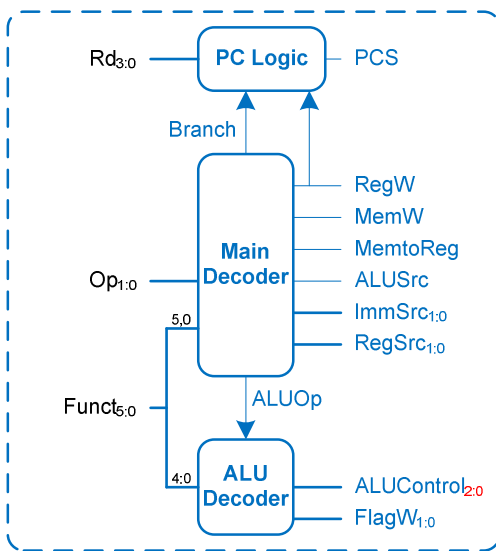 Rd3:0
PC Logic
PCS
Branch
RegW
MemW
Main
Decoder
MemtoReg
Op1:0
ALUSrc
ImmSrc1:0
5,0
RegSrc1:0
Funct5:0
ALUOp
4:0
ALU
Decoder
ALUControl2:0
FlagW1:0